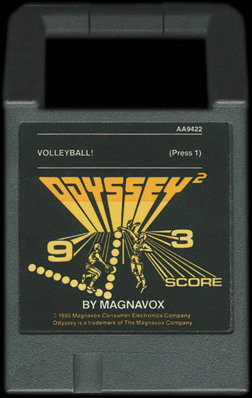 AA9422
VOLLEYBALL! (Press 1)
ODYSSEY²
9 3
SCORE
BY MAGNAVOX
© 1980 Magnavox Consumer Electronics Company
Odyssey is a trademark of The Magnavox Company